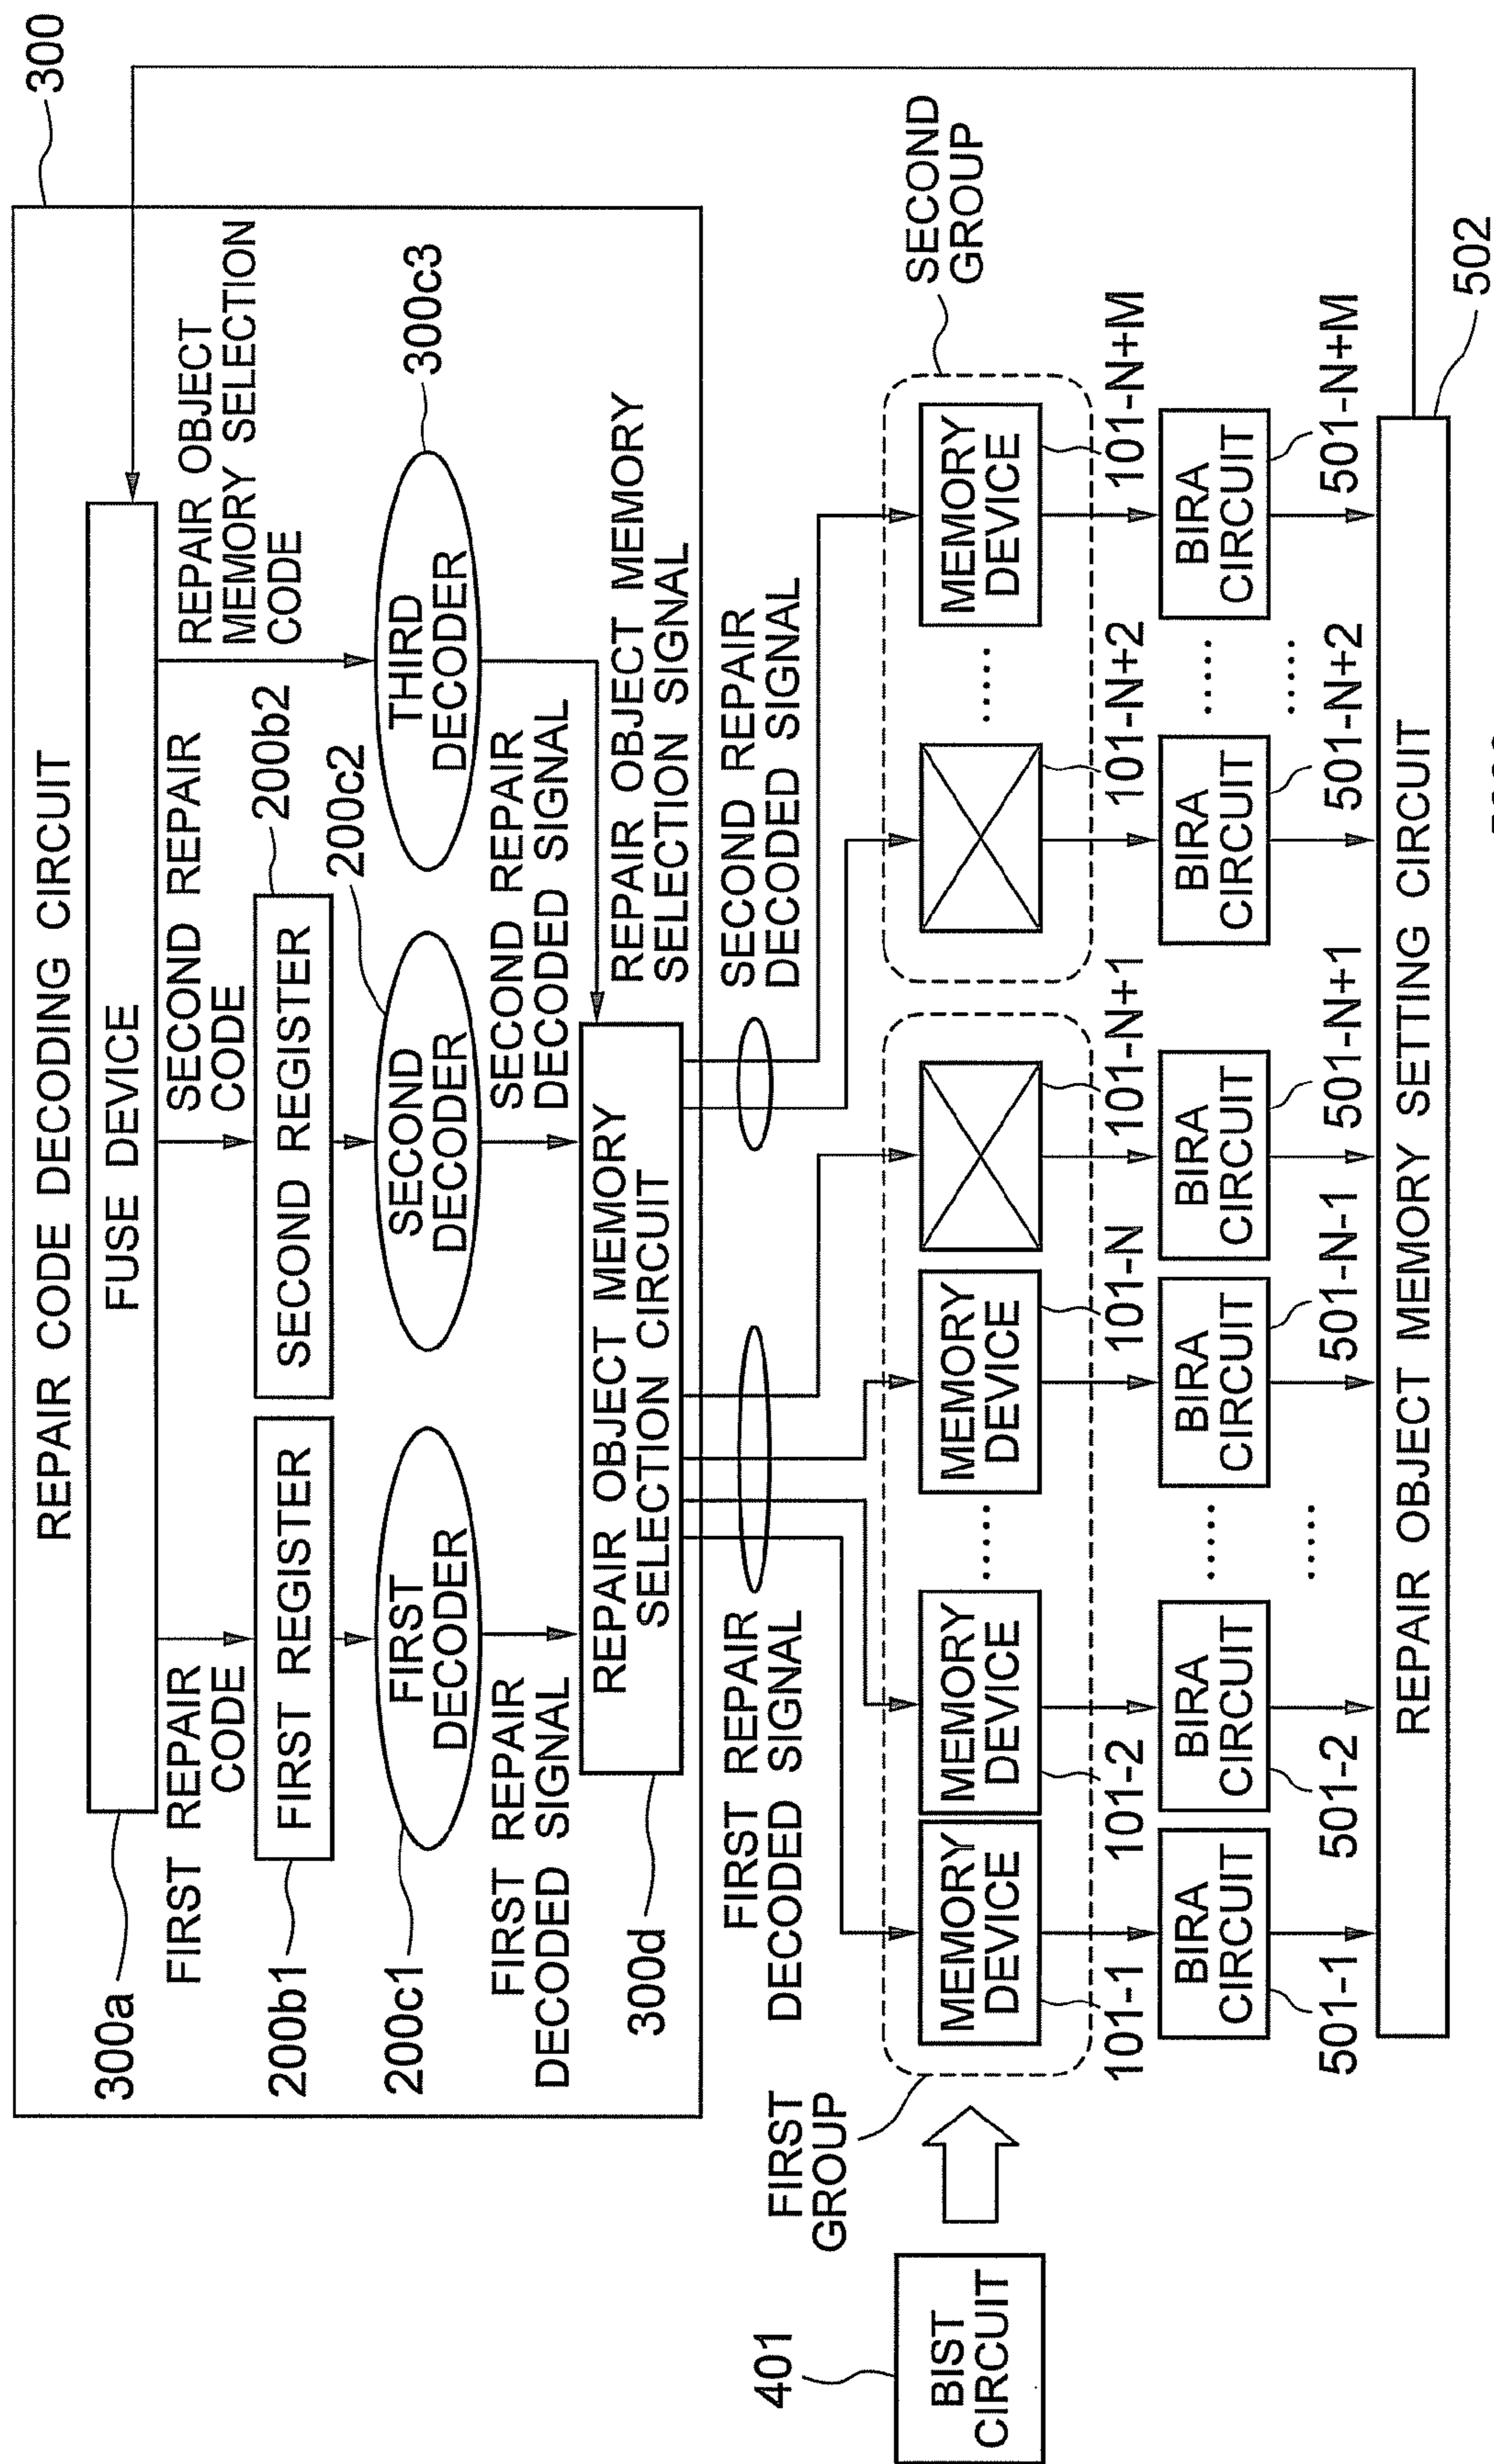 300
REPAIR CODE DECODING CIRCUIT
FUSE DEVICE
300a
FIRST REPAIR
CODE
SECOND REPAIR
CODE
REPAIR OBJECT
MEMORY SELECTION
CODE
200b1
FIRST REGISTER
SECOND REGISTER
200b2
200c1
FIRST
DECODER
SECOND
DECODER
200c2
THIRD
DECODER
300c3
FIRST REPAIR
DECODED SIGNAL
SECOND REPAIR
DECODED SIGNAL
REPAIR OBJECT MEMORY
SELECTION SIGNAL
300d
REPAIR OBJECT MEMORY
SELECTION CIRCUIT
FIRST REPAIR
DECODED SIGNAL
SECOND REPAIR
DECODED SIGNAL
FIRST
GROUP
SECOND
GROUP
401
BIST
CIRCUIT
MEMORY
DEVICE
MEMORY
DEVICE
.....
MEMORY
DEVICE
.....
MEMORY
DEVICE
101-1
101-2
101-N
101-N+1
101-N+2
101-N+M
BIRA
CIRCUIT
BIRA
CIRCUIT
.....
BIRA
CIRCUIT
BIRA
CIRCUIT
BIRA
CIRCUIT
.....
BIRA
CIRCUIT
501-1
501-2
.....
501-N-1
501-N+1
501-N+2
.....
501-N+M
REPAIR OBJECT MEMORY SETTING CIRCUIT
502